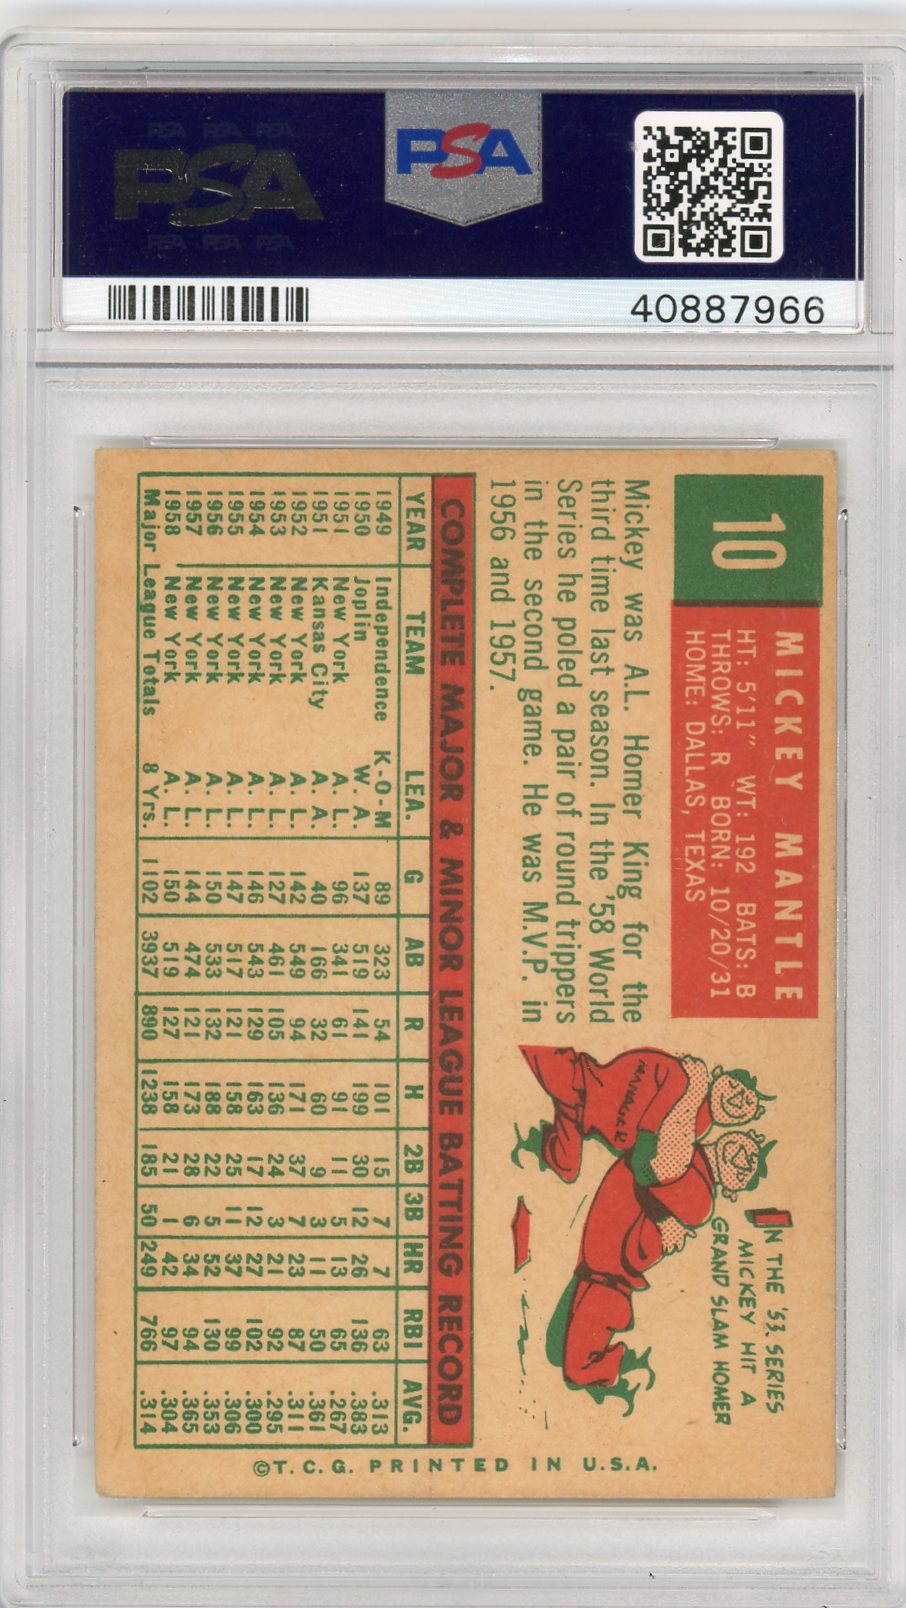 PSA PSA PSA
PSA
PSA PSA PSA
PSA
40887966
10
MICKEY MANTLE
HT: 5'11" WT: 192 BATS: B
THROWS: R BORN: 10/20/31
HOME: DALLAS, TEXAS
Mickey was A.L. Homer King for the
third time last season. In the '58 World
Series he poled a pair of round trippers
in the second game. He was M.V.P. in
1956 and 1957.
IN THE '53 SERIES
MICKEY HIT A
GRAND SLAM HOMER
MANAGER
COMPLETE MAJOR & MINOR LEAGUE BATTING RECORD
YEAR TEAM LEA. G AB R H 2B 3B HR RBI AVG.
1949 Independence K-O-M 89 323 54 101 15 7 7 63 .313
1950 Joplin W. A. 137 519 141 199 30 12 26 136 .383
1951 New York A. L. 96 341 61 91 11 5 13 65 .267
1951 Kansas City A. A. 40 166 32 60 9 3 11 50 .361
1952 New York A. L. 142 549 94 171 37 7 23 87 .311
1953 New York A. L. 127 461 105 136 24 3 21 92 .295
1954 New York A. L. 146 543 129 163 17 12 27 102 .300
1955 New York A. L. 147 517 121 158 25 11 37 99 .306
1956 New York A. L. 150 533 132 188 22 5 52 130 .353
1957 New York A. L. 144 474 121 173 28 6 34 94 .365
1958 New York A. L. 150 519 127 158 21 1 42 97 .304
Major League Totals 8 Yrs. 1102 3937 890 1238 185 50 249 766 .314
©T.C.G. PRINTED IN U.S.A.